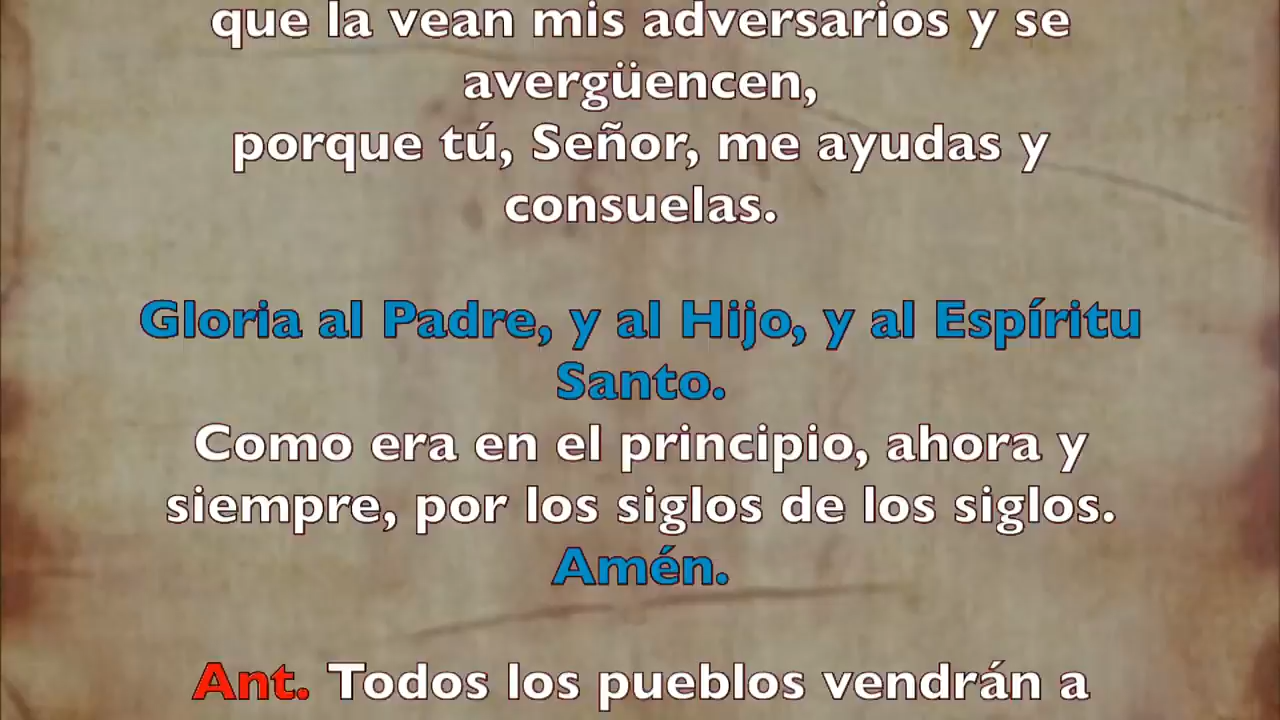 que la vean mis adversarios y se
avergüencen,
porque tú, Señor, me ayudas y
consuelas.
Gloria al Padre, y al Hijo, y al Espíritu
Santo.
Como era en el principio, ahora y
siempre, por los siglos de los siglos.
Amén.
Ant. Todos los pueblos vendrán a